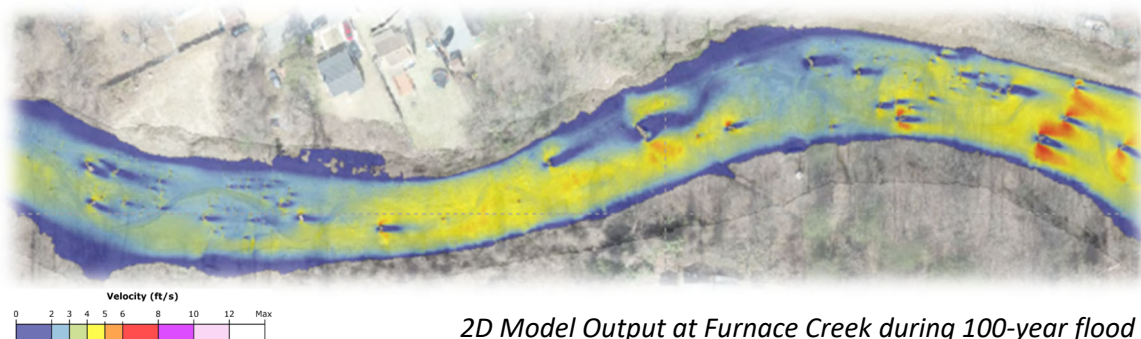 Velocity (ft/s)
0 2 3 4 5 6 8 10 12 Max
2D Model Output at Furnace Creek during 100-year flood